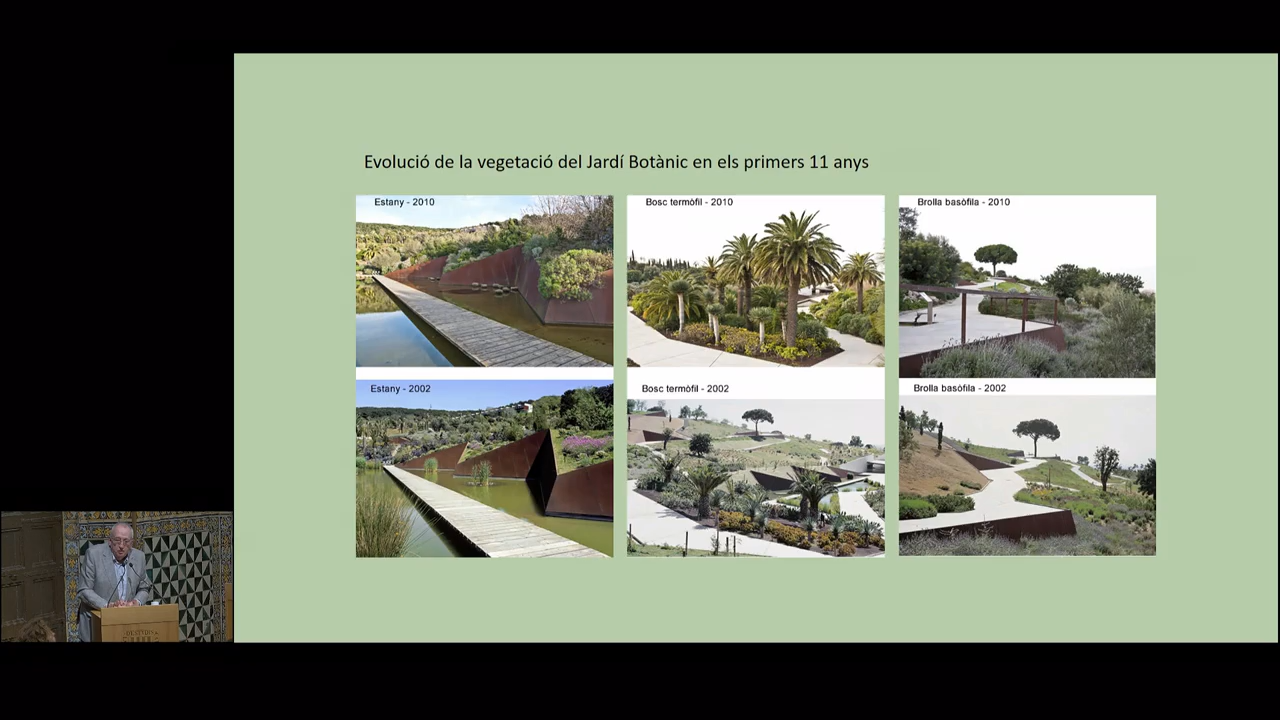 Evolució de la vegetació del Jardí Botànic en els primers 11 anys
Estany - 2010
Bosc termòfil - 2010
Brolla basòfila - 2010
Estany - 2002
Bosc termòfil - 2002
Brolla basòfila - 2002